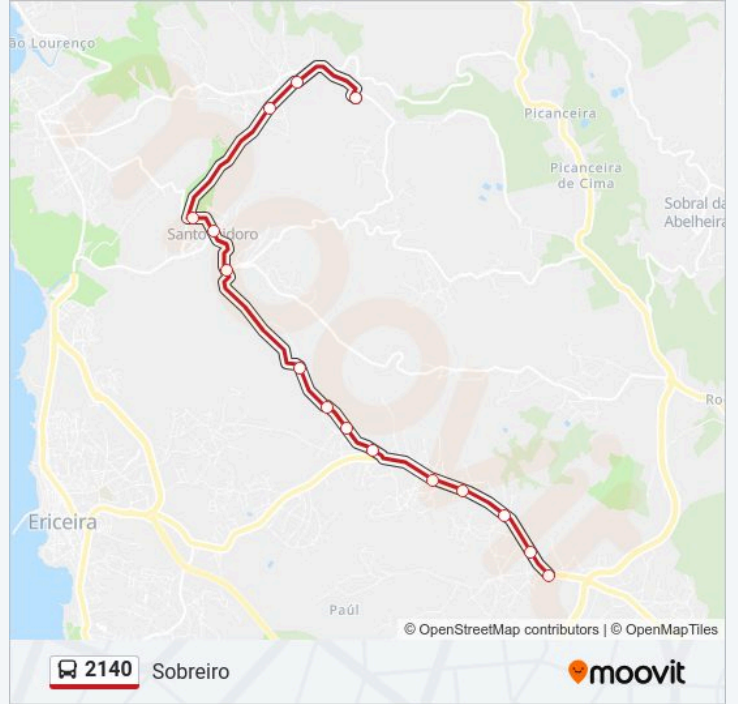 ão Lourenço
Picanceira
Picanceira
de Cima
Sobral da
Abelheira
Santo Isidoro
Ro
Ericeira
Paúl
© OpenStreetMap contributors | © OpenMapTiles
2140 Sobreiro
moovit